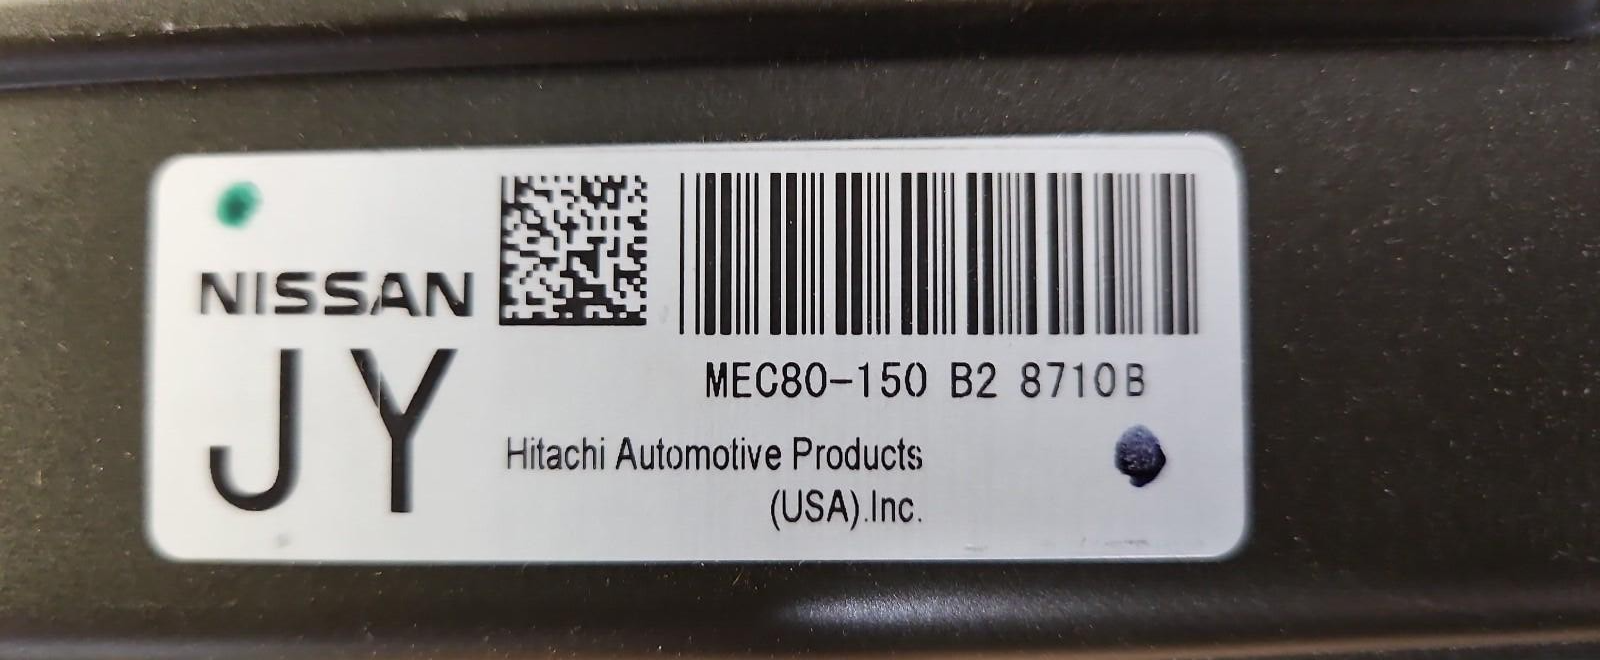 NISSAN
JY
MEC80-150 B2 8710B
Hitachi Automotive Products
(USA).Inc.